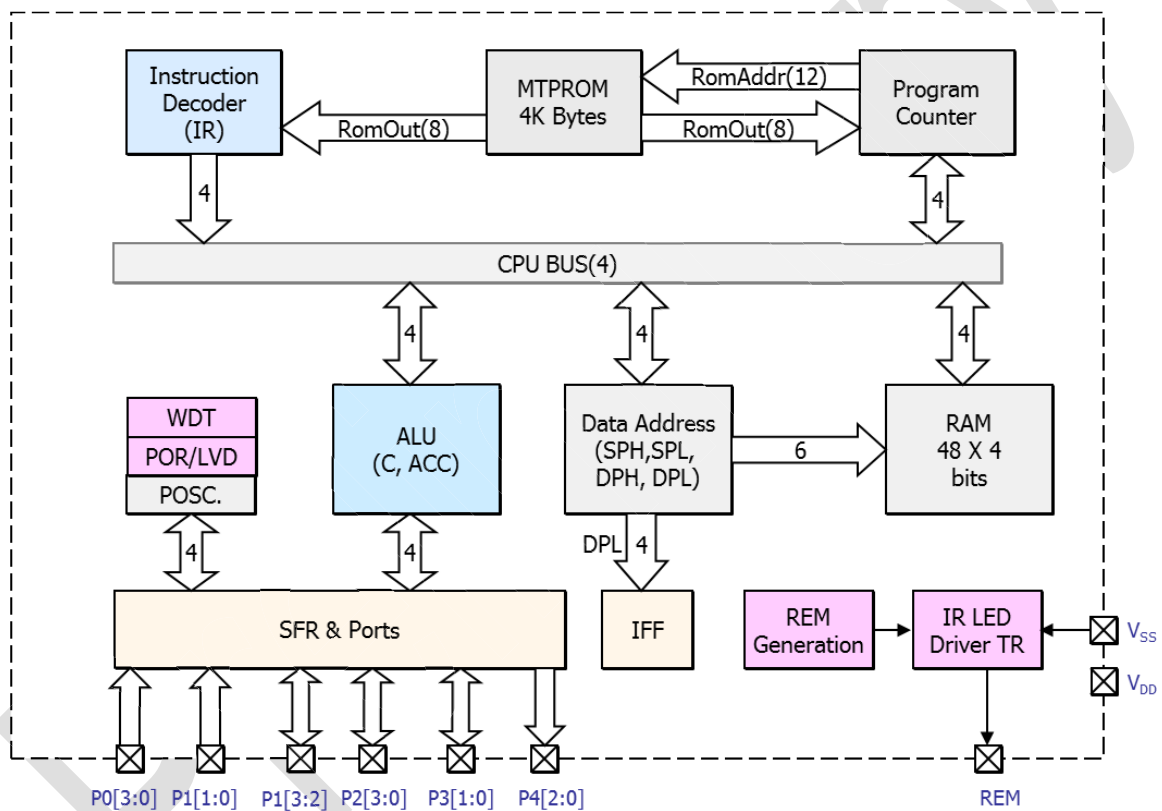 Instruction
Decoder
(IR)
RomOut(8)
MTPROM
4K Bytes
RomAddr(12)
RomOut(8)
Program
Counter
4
4
CPU BUS(4)
4
4
4
WDT
POR/LVD
POSC.
ALU
(C, ACC)
Data Address
(SPH,SPL,
DPH, DPL)
6
RAM
48 X 4
bits
4
4
DPL
4
SFR & Ports
IFF
REM
Generation
IR LED
Driver TR
VSS
VDD
P0[3:0]
P1[1:0]
P1[3:2]
P2[3:0]
P3[1:0]
P4[2:0]
REM